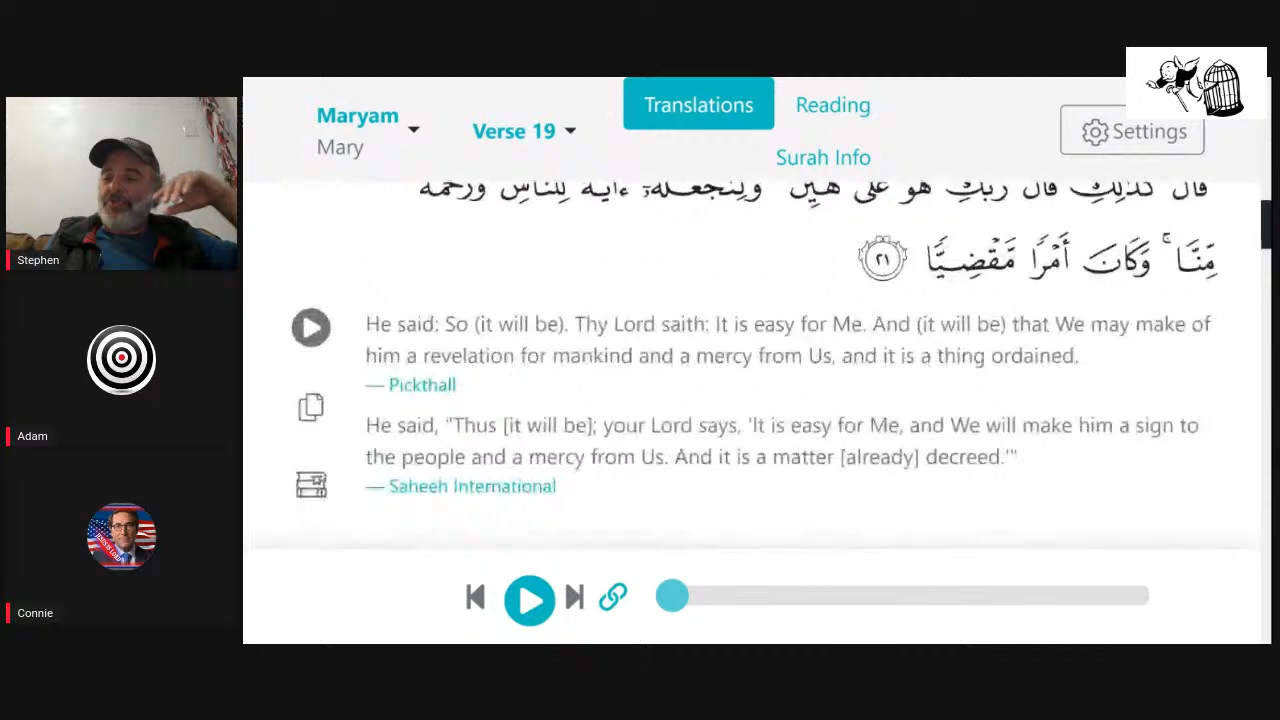 Maryam
Mary
Verse 19
Translations
Reading
Surah Info
Settings
قَالَ كَذَٰلِكِ قَالَ رَبُّكِ هُوَ عَلَىَّ هَيِّنٌ وَلِنَجْعَلَهُۥٓ ءَايَةً لِّلنَّاسِ وَرَحْمَةً
مِّنَّا ۚ وَكَانَ أَمْرًا مَّقْضِيًّا ٢١
He said: So (it will be). Thy Lord saith: It is easy for Me. And (it will be) that We may make of
him a revelation for mankind and a mercy from Us, and it is a thing ordained.
— Pickthall
He said, "Thus [it will be]; your Lord says, 'It is easy for Me, and We will make him a sign to
the people and a mercy from Us. And it is a matter [already] decreed.'"
— Saheeh International
Stephen
Adam
JESUS IS LORD
Connie